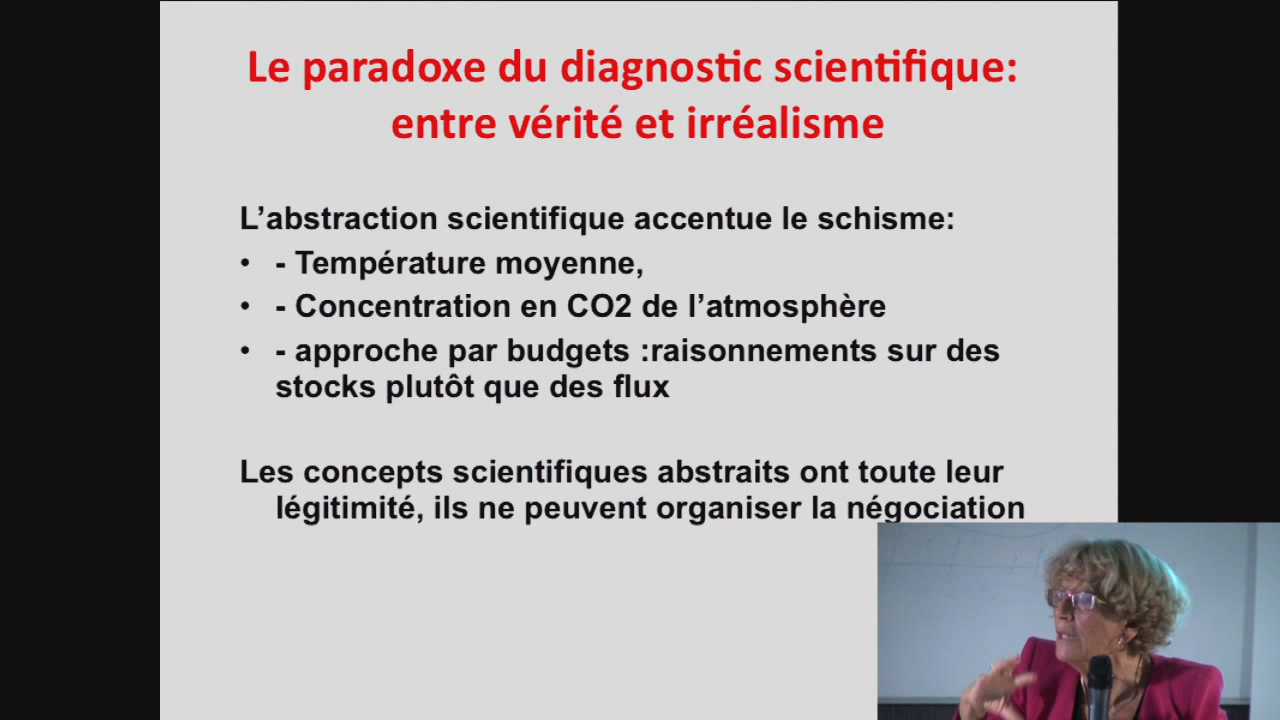 Le paradoxe du diagnostic scientifique:
entre vérité et irréalisme
L’abstraction scientifique accentue le schisme:
• - Température moyenne,
• - Concentration en CO2 de l’atmosphère
• - approche par budgets :raisonnements sur des
stocks plutôt que des flux
Les concepts scientifiques abstraits ont toute leur
légitimité, ils ne peuvent organiser la négociation